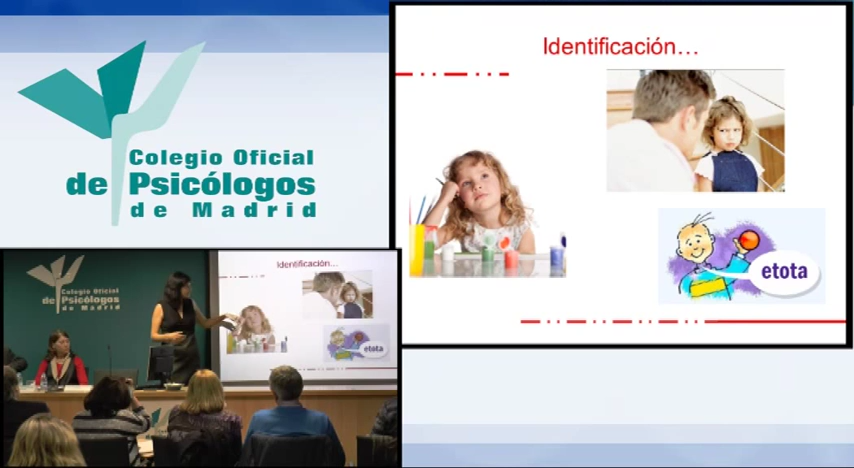 Colegio Oficial
de Psicólogos
de Madrid
Identificación...
etota
Colegio Oficial
de Psicólogos
de Madrid
Identificación...
etota